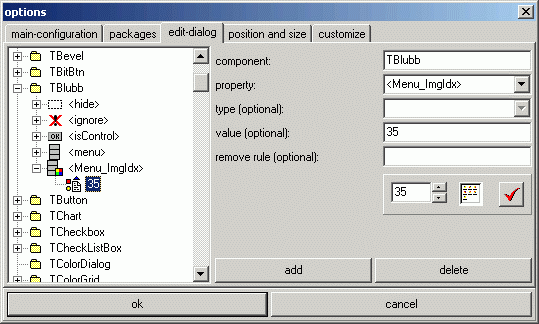 options
main-configuration packages edit-dialog position and size customize
TBevel
TBitBtn
TBlubb
<hide>
<ignore>
OK <isControl>
<menu>
<Menu_ImgIdx>
35
TButton
TChart
TCheckbox
TCheckListBox
TColorDialog
TColorGrid
component: TBlubb
property: <Menu_ImgIdx>
type (optional):
value (optional): 35
remove rule (optional):
35
add delete
ok cancel